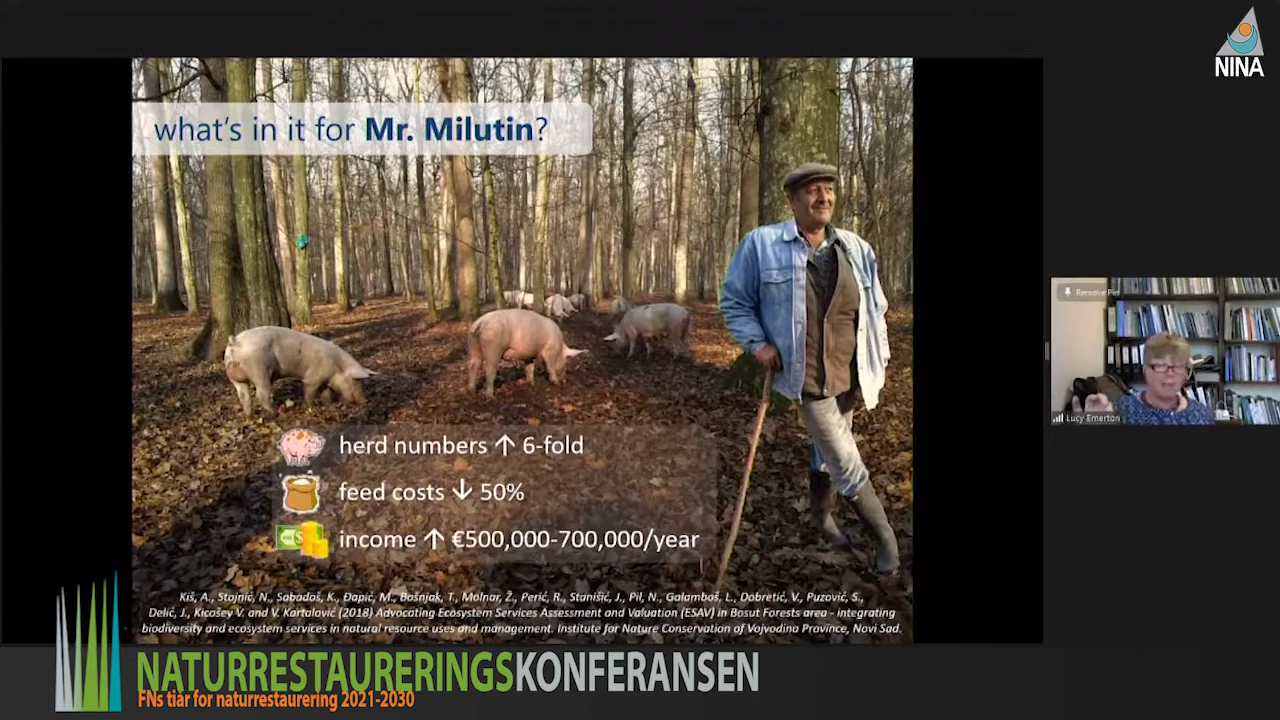 NINA
what's in it for Mr. Milutin?
Remove Pin
herd numbers ↑ 6-fold
feed costs ↓ 50%
income ↑ €500,000-700,000/year
Lucy Emerton
Kiš, A., Stojnić, N., Sabadoš, K., Đapić, M., Bošnjak, T., Molnar, Ž., Perić, R., Stanišić, J., Pil, N., Galamboš, L., Dobretić, V., Puzović, S.,
Delić, J., Kicošev V. and V. Kartalović (2018) Advocating Ecosystem Services Assessment and Valuation (ESAV) in Bosut Forests area - integrating
biodiversity and ecosystem services in natural resource uses and management. Institute for Nature Conservation of Vojvodina Province, Novi Sad.
NATURRESTAURERINGSKONFERANSEN
FNs tiår for naturrestaurering 2021-2030